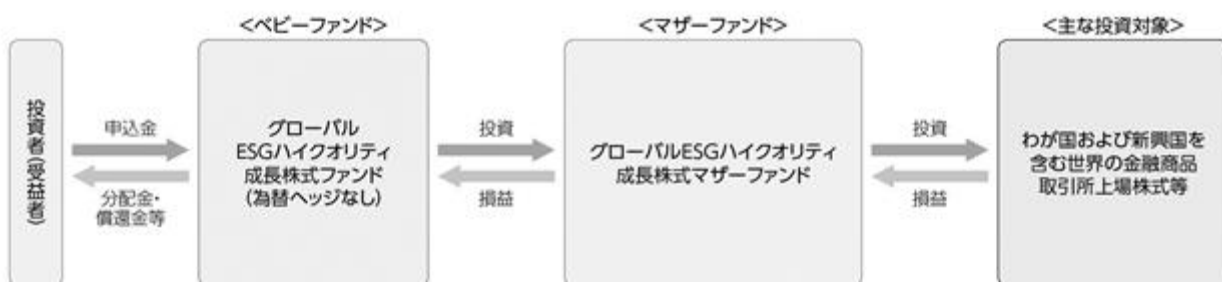 <ベビーファンド>
<マザーファンド>
<主な投資対象>
投資者(受益者)
申込金
分配金・
償還金等
グローバル
ESGハイクオリティ
成長株式ファンド
(為替ヘッジなし)
投資
損益
グローバルESGハイクオリティ
成長株式マザーファンド
投資
損益
わが国および新興国を
含む世界の金融商品
取引所上場株式等